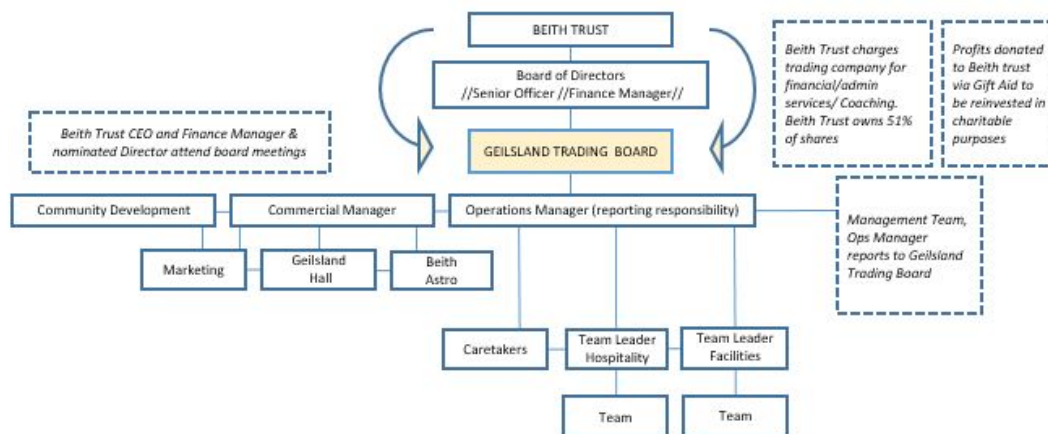 BEITH TRUST
Board of Directors
//Senior Officer //Finance Manager//
GEILSLAND TRADING BOARD
Beith Trust CEO and Finance Manager &
nominated Director attend board meetings
Beith Trust charges
trading company for
financial/admin
services/ Coaching.
Beith Trust owns 51%
of shares
Profits donated
to Beith trust
via Gift Aid to
be reinvested in
charitable
purposes
Community Development
Commercial Manager
Operations Manager (reporting responsibility)
Management Team,
Ops Manager
reports to Geilsland
Trading Board
Marketing
Geilsland
Hall
Beith
Astro
Caretakers
Team Leader
Hospitality
Team Leader
Facilities
Team
Team